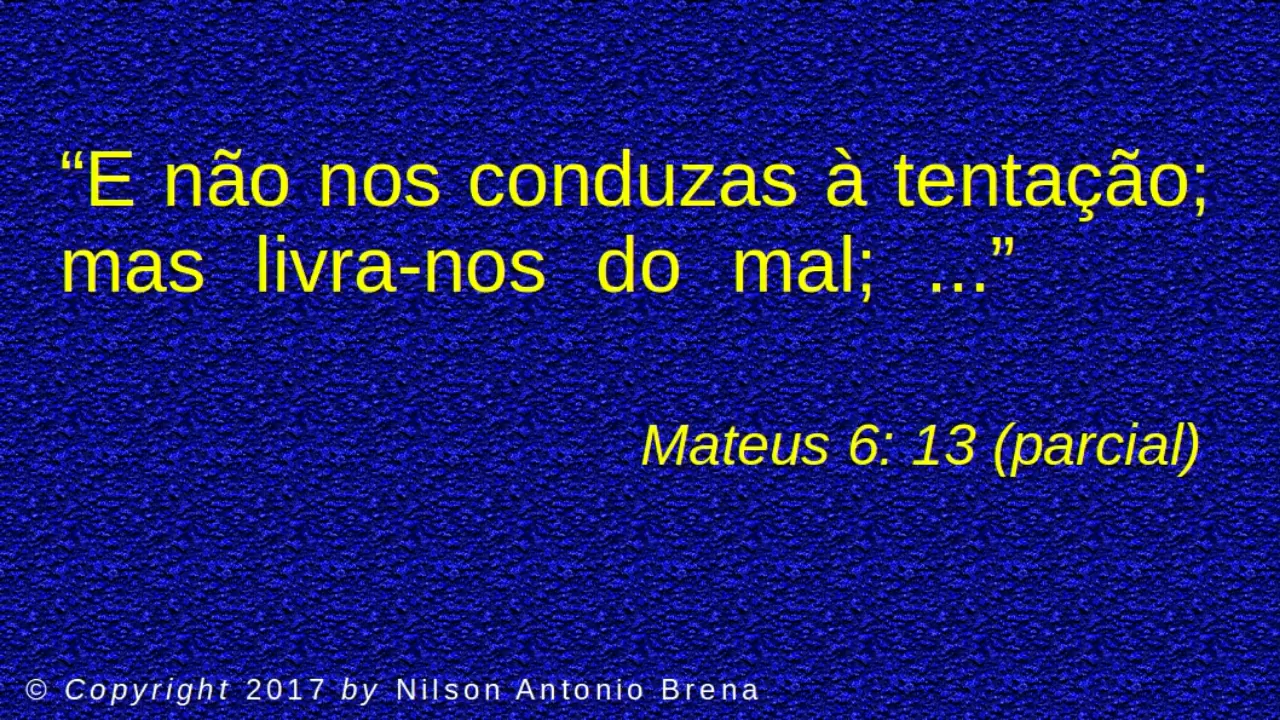 “E não nos conduzas à tentação;
mas livra-nos do mal; ...”
Mateus 6: 13 (parcial)
© Copyright 2017 by Nilson Antonio Brena